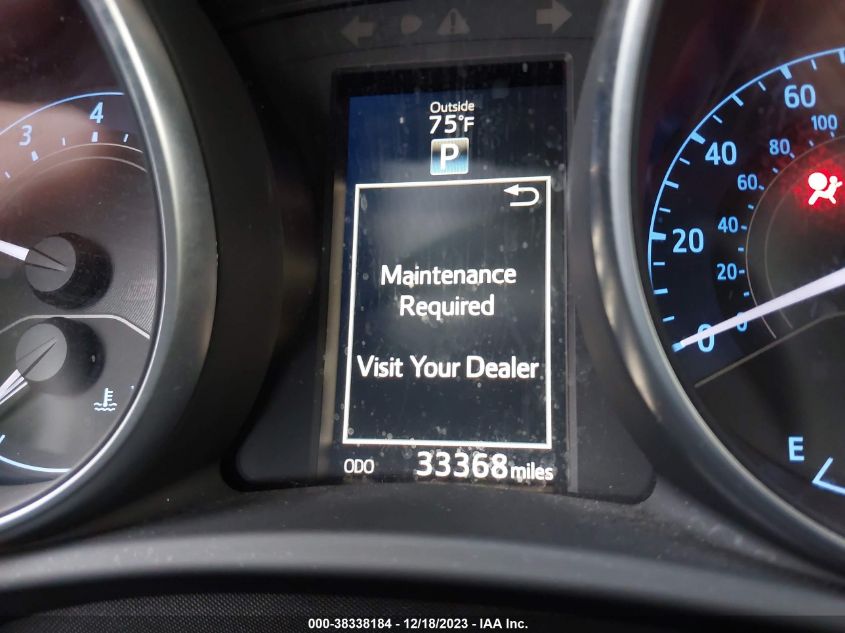 Outside
75°F
P
Maintenance
Required
Visit Your Dealer
ODO 33368 miles
3
4
0
20
40
60
0
20
40
60
80
100
E
000-38338184 - 12/18/2023 - IAA Inc.